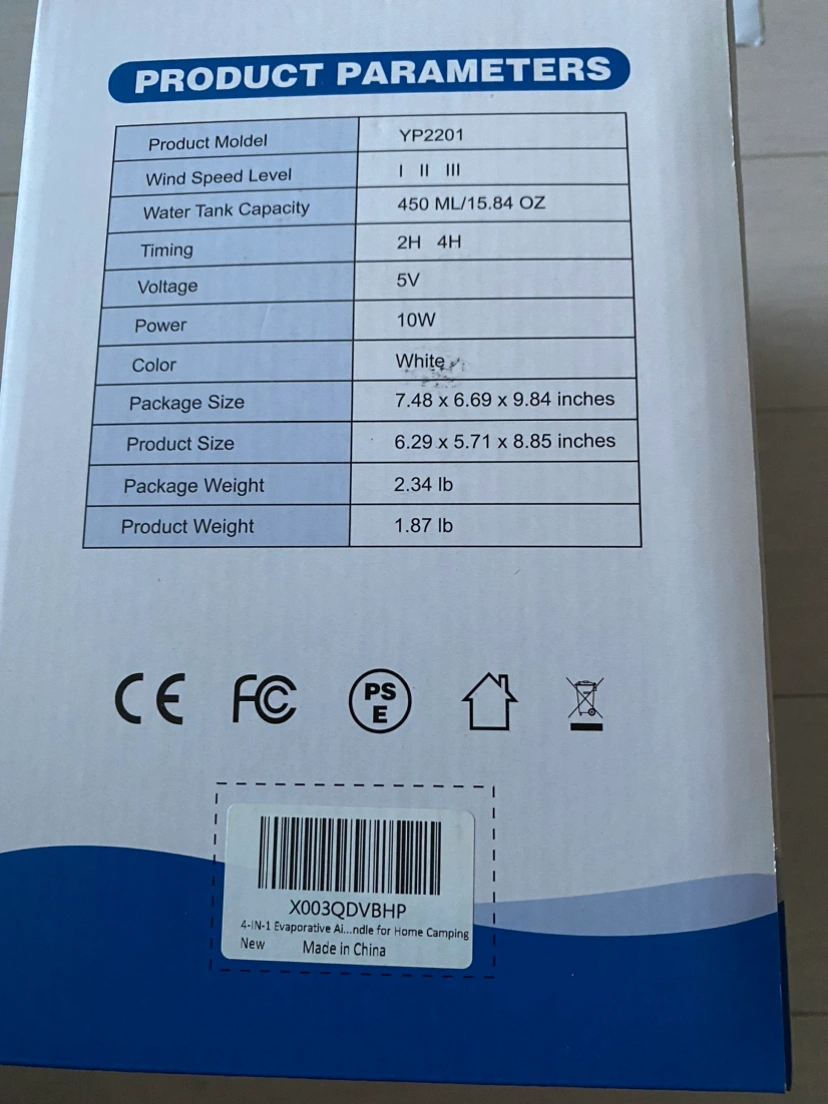 PRODUCT PARAMETERS
Product Moldel YP2201
Wind Speed Level I II III
Water Tank Capacity 450 ML/15.84 OZ
Timing 2H 4H
Voltage 5V
Power 10W
Color White
Package Size 7.48 x 6.69 x 9.84 inches
Product Size 6.29 x 5.71 x 8.85 inches
Package Weight 2.34 lb
Product Weight 1.87 lb
CE FC PS
E
X003QDVBHP
4-IN-1 Evaporative Ai...ndle for Home Camping
New Made in China